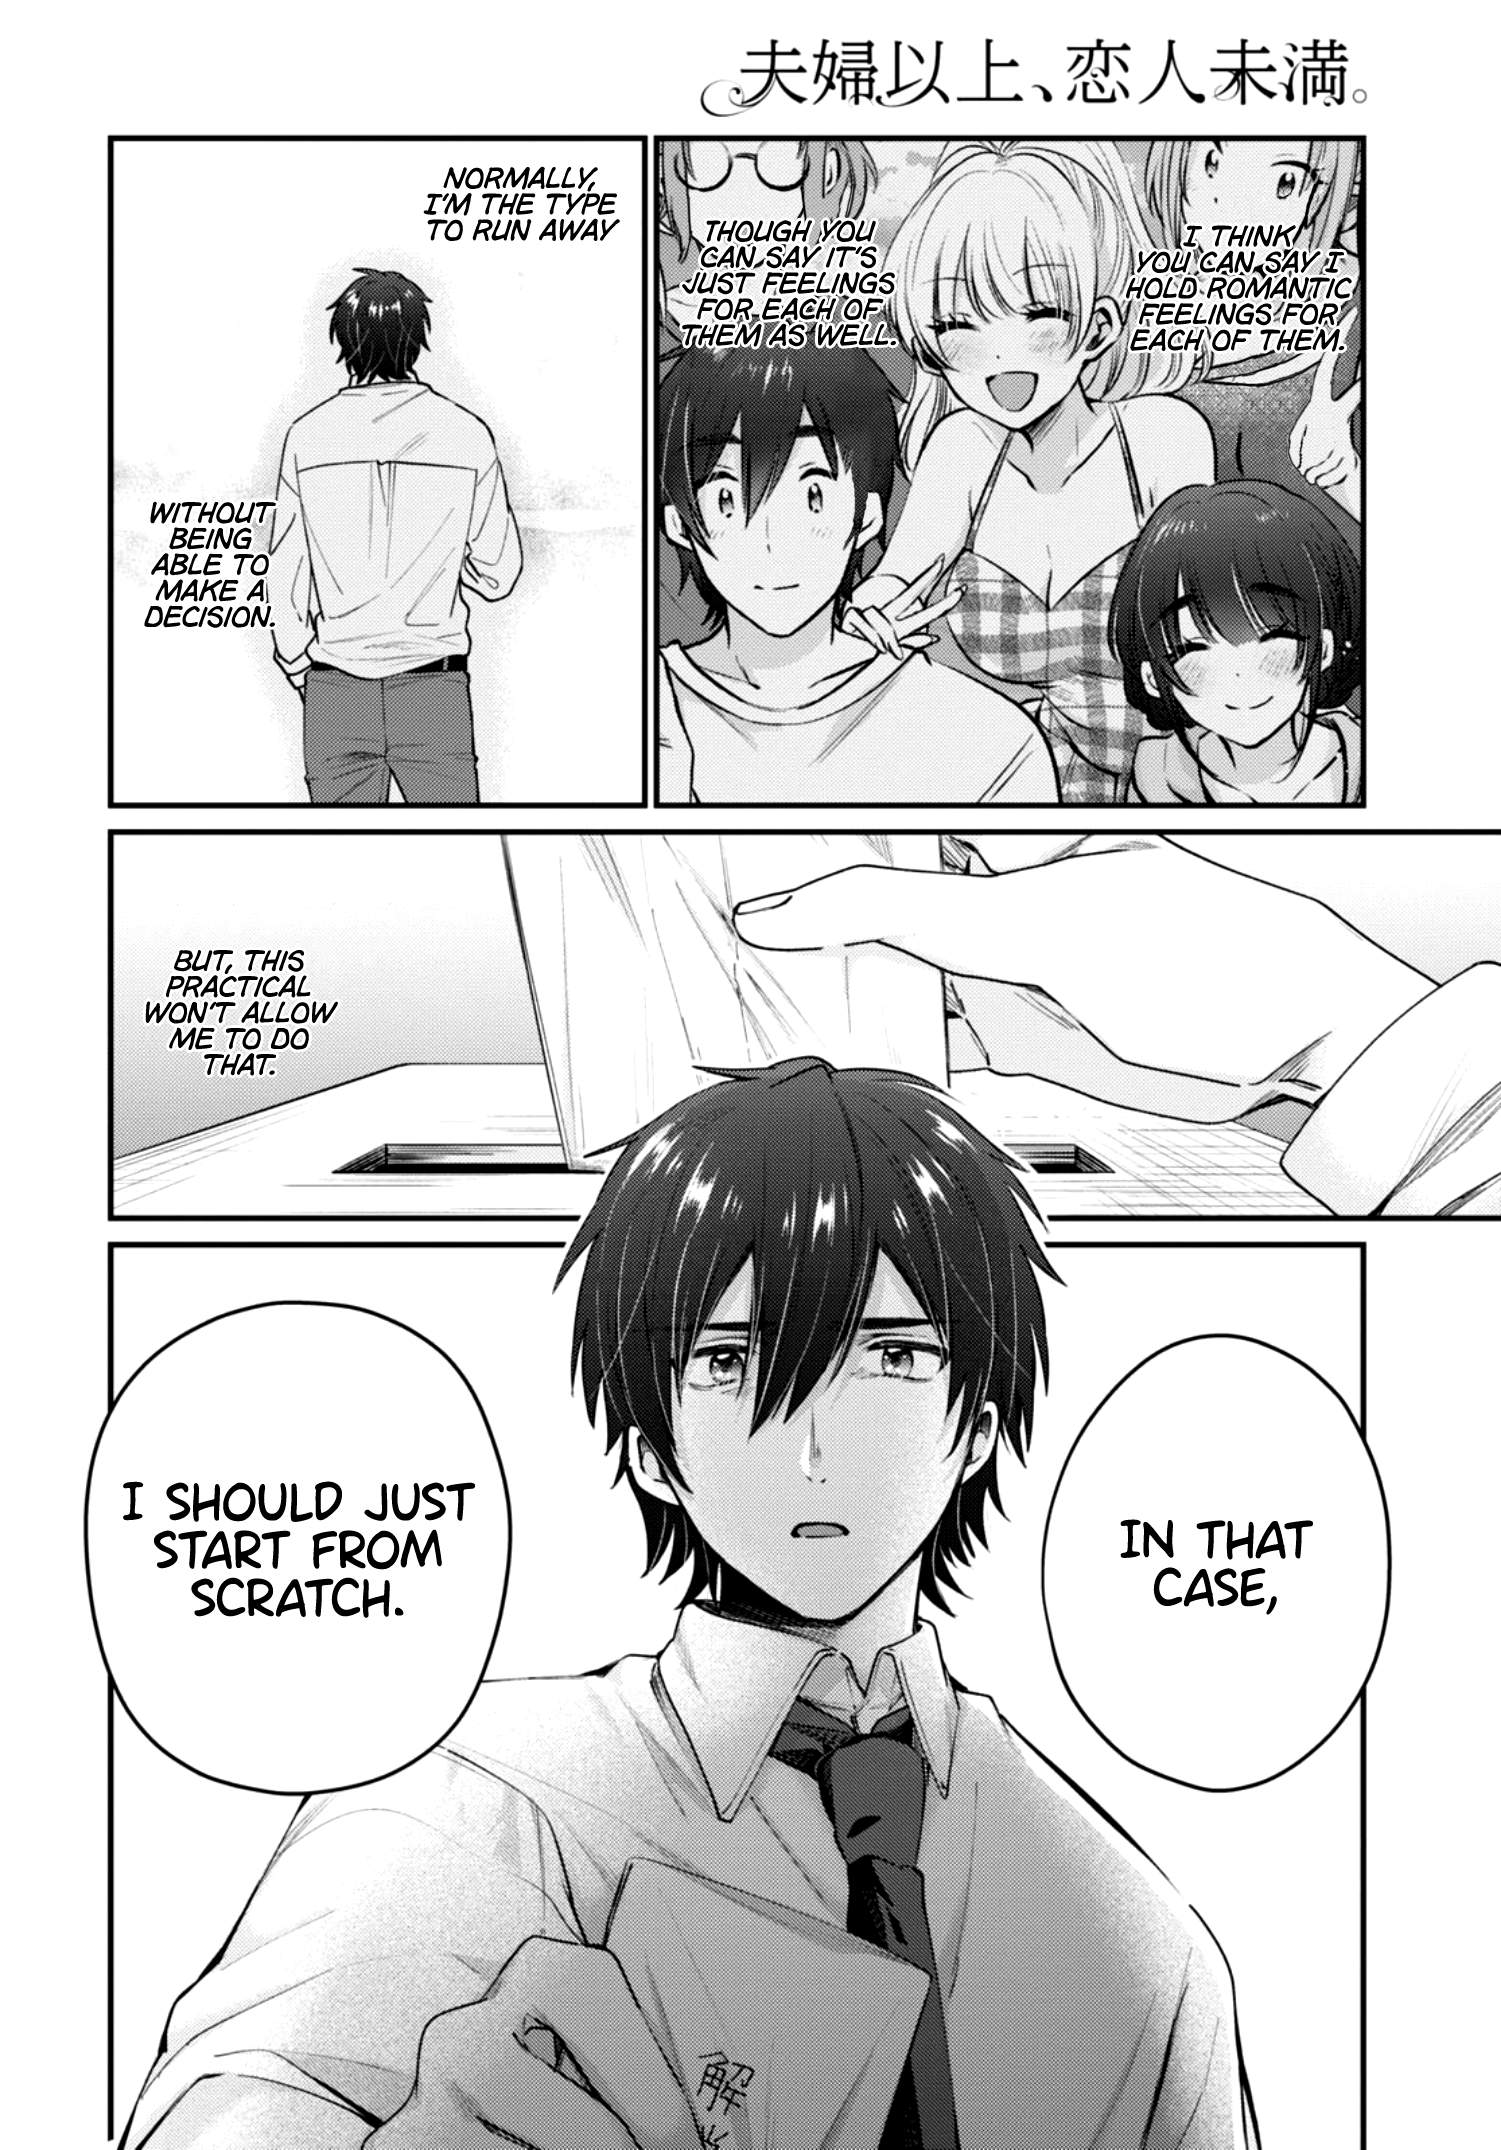 夫婦以上、恋人未満。
I THINK
YOU CAN SAY I
HOLD ROMANTIC
FEELINGS FOR
EACH OF THEM.
THOUGH YOU
CAN SAY IT'S
JUST FEELINGS
FOR EACH OF
THEM AS WELL.
NORMALLY,
I'M THE TYPE
TO RUN AWAY
WITHOUT
BEING
ABLE TO
MAKE A
DECISION.
BUT, THIS
PRACTICAL
WON'T ALLOW
ME TO DO
THAT.
IN THAT
CASE,
I SHOULD JUST
START FROM
SCRATCH.
解